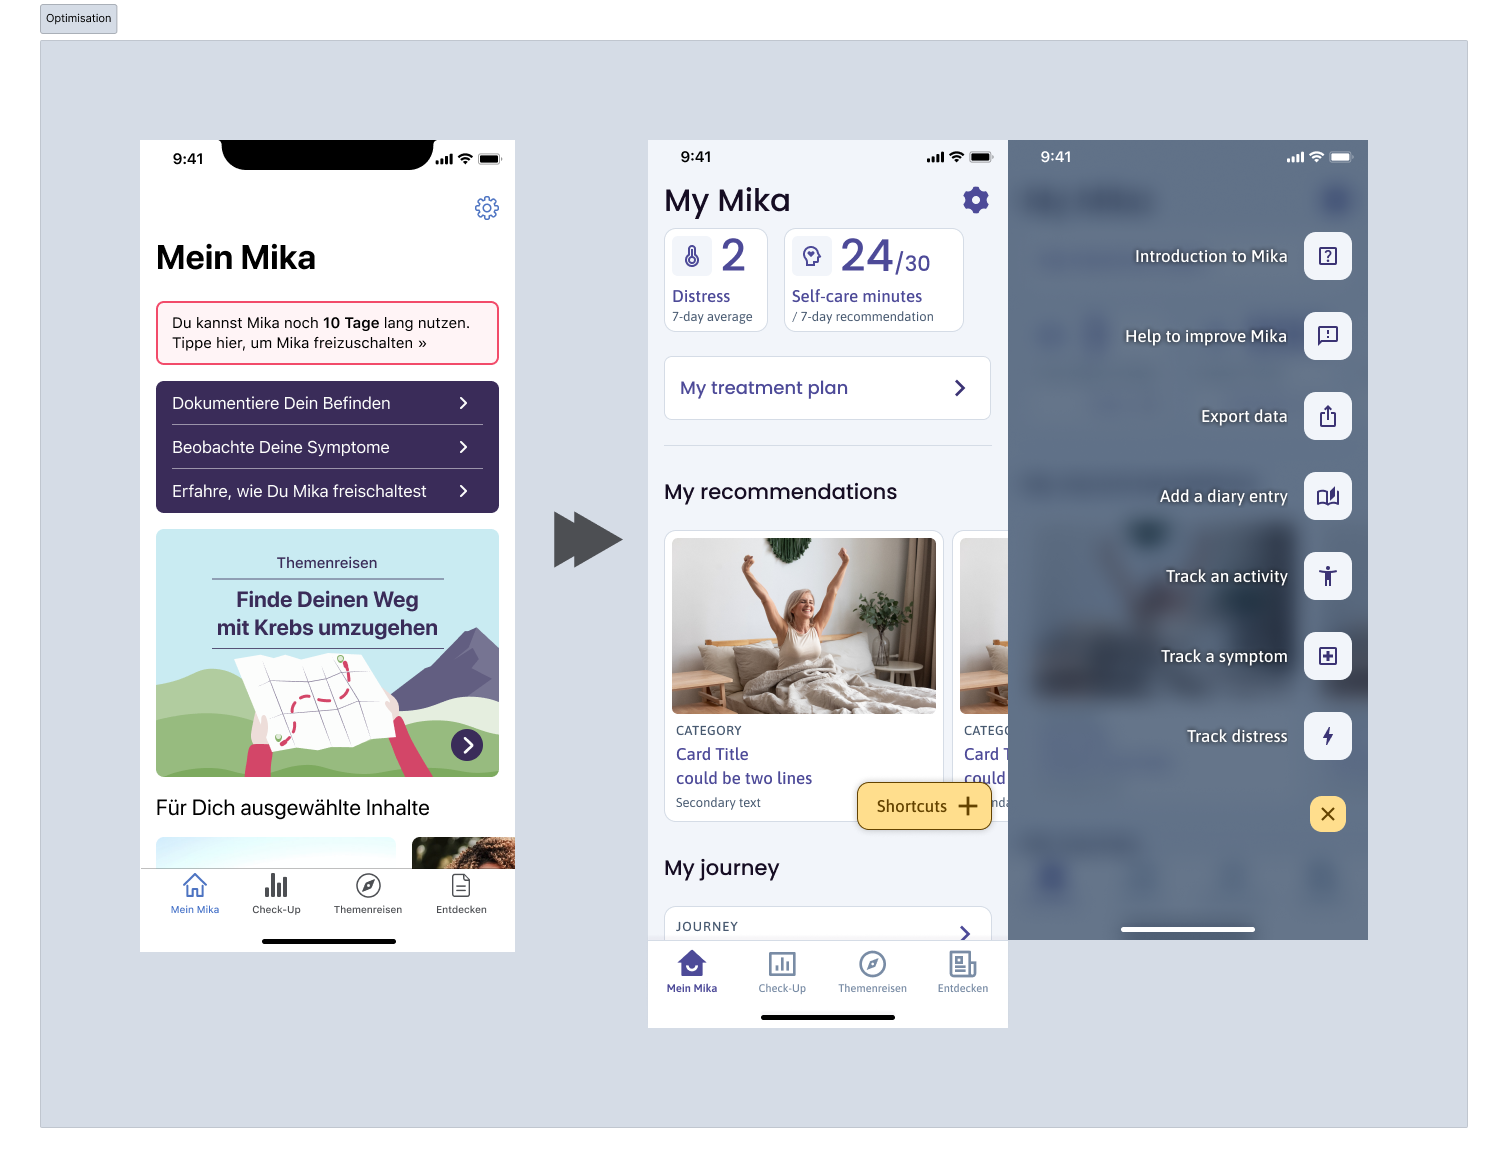 Optimisation
9:41
Mein Mika
Du kannst Mika noch 10 Tage lang nutzen.
Tippe hier, um Mika freizuschalten »
Dokumentiere Dein Befinden
Beobachte Deine Symptome
Erfahre, wie Du Mika freischaltest
Themenreisen
Finde Deinen Weg
mit Krebs umzugehen
Für Dich ausgewählte Inhalte
Mein Mika
Check-Up
Themenreisen
Entdecken
9:41
My Mika
2
Distress
7-day average
24/30
Self-care minutes
/ 7-day recommendation
My treatment plan
My recommendations
CATEGORY
Card Title
could be two lines
Secondary text
CATEG
Card T
could
Shortcuts
My journey
JOURNEY
Mein Mika
Check-Up
Themenreisen
Entdecken
9:41
Introduction to Mika
Help to improve Mika
Export data
Add a diary entry
Track an activity
Track a symptom
Track distress